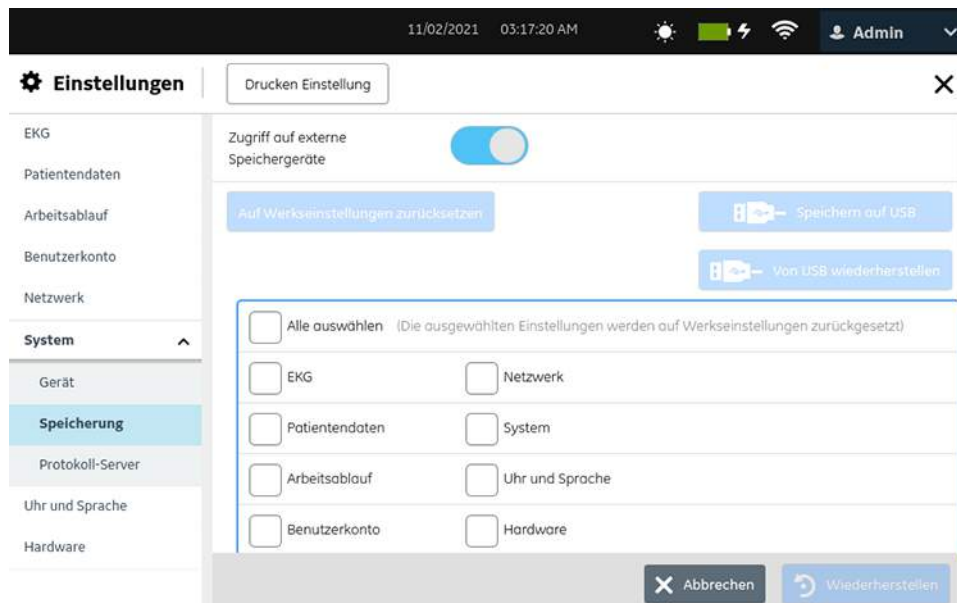 11/02/2021 03:17:20 AM Admin
Einstellungen Drucken Einstellung
EKG
Patientendaten
Arbeitsablauf
Benutzerkonto
Netzwerk
System
Gerät
Speicherung
Protokoll-Server
Uhr und Sprache
Hardware
Zugriff auf externe
Speichergeräte
Auf Werkseinstellungen zurücksetzen Speichern auf USB
Von USB wiederherstellen
Alle auswählen (Die ausgewählten Einstellungen werden auf Werkseinstellungen zurückgesetzt)
EKG Netzwerk
Patientendaten System
Arbeitsablauf Uhr und Sprache
Benutzerkonto Hardware
Abbrechen Wiederherstellen